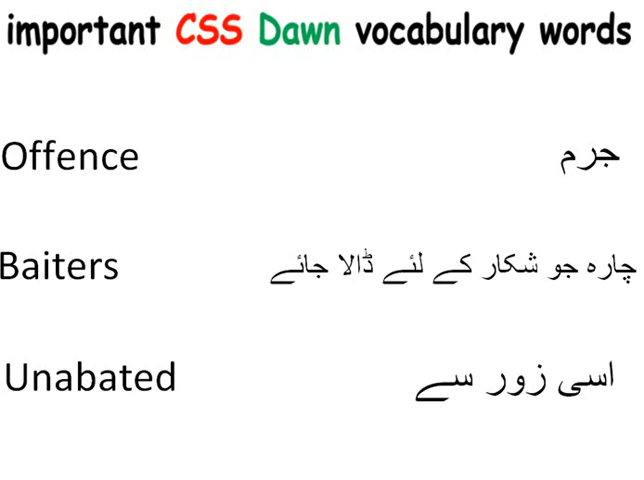 important CSS Dawn vocabulary words
Offence جرم
Baiters چارہ جو شکار کے لئے ڈالا جائے
Unabated اسی زور سے